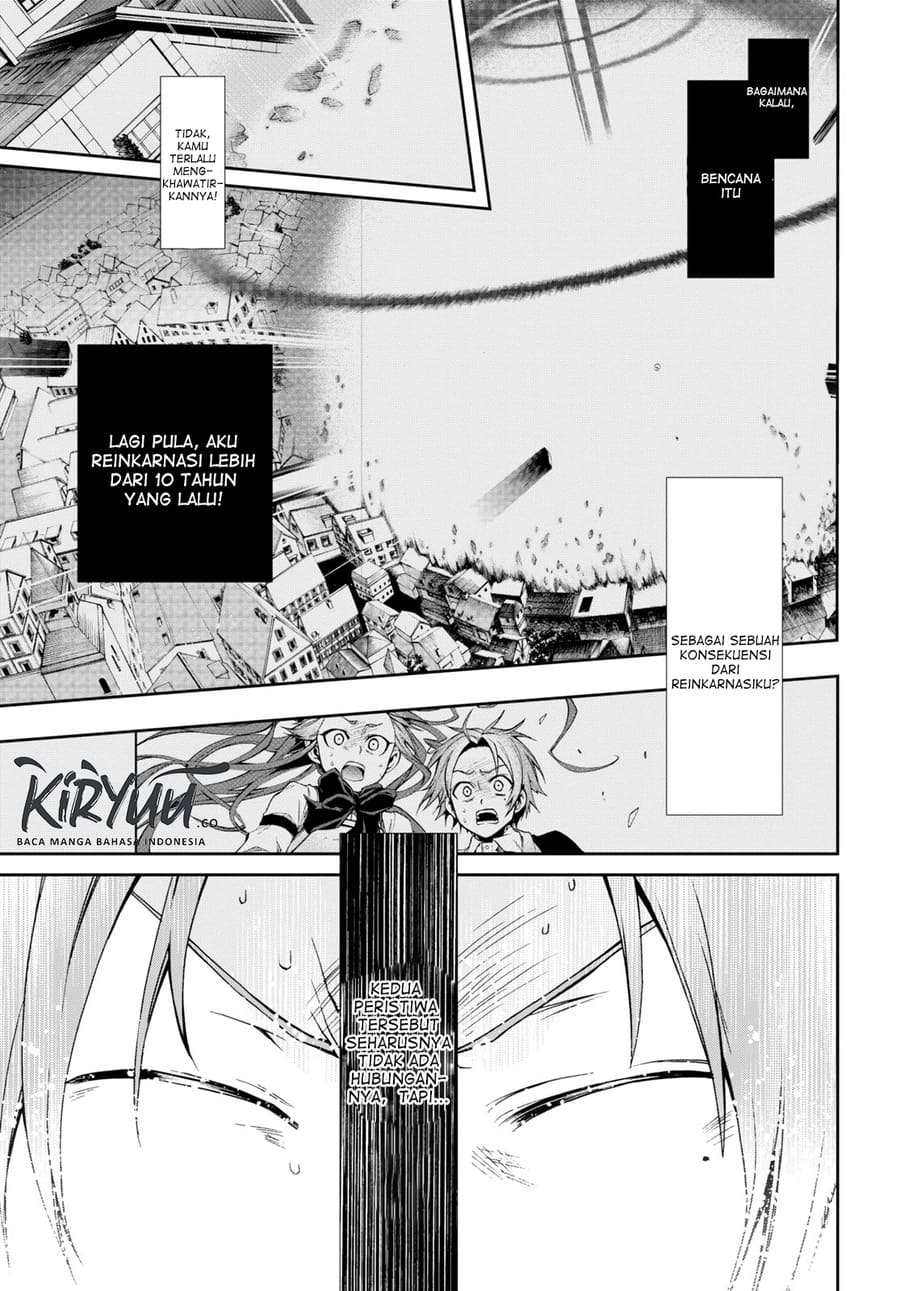 BAGAIMANA
KALAU,
BENCANA
ITU
SEBAGAI SEBUAH
KONSEKUENSI
DARI
REINKARNASIKU?
TIDAK,
KAMU
TERLALU
MENG-
KHAWATIR-
KANNYA!
LAGI PULA, AKU
REINKARNASI LEBIH
DARI 10 TAHUN
YANG LALU!
KIRYUU.CO
BACA MANGA BAHASA INDONESIA
KEDUA
PERISTIWA
TERSEBUT
SEHARUSNYA
TIDAK ADA
HUBUNGAN-
NYA, TAPI...